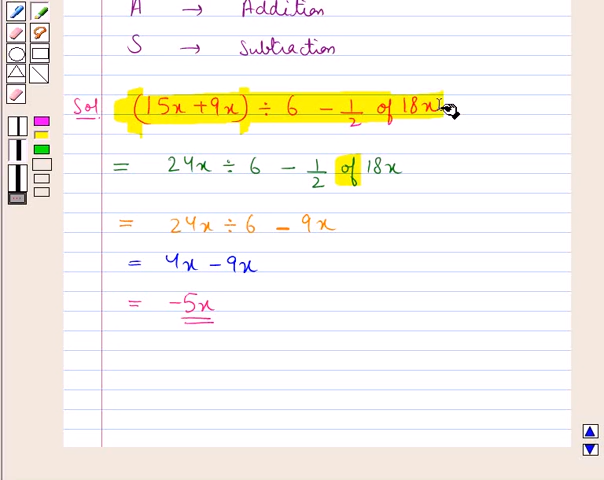 A → Addition
S → Subtraction
Sol. (15x + 9x) ÷ 6 - 1/2 of 18x
= 24x ÷ 6 - 1/2 of 18x
= 24x ÷ 6 - 9x
= 4x - 9x
= -5x